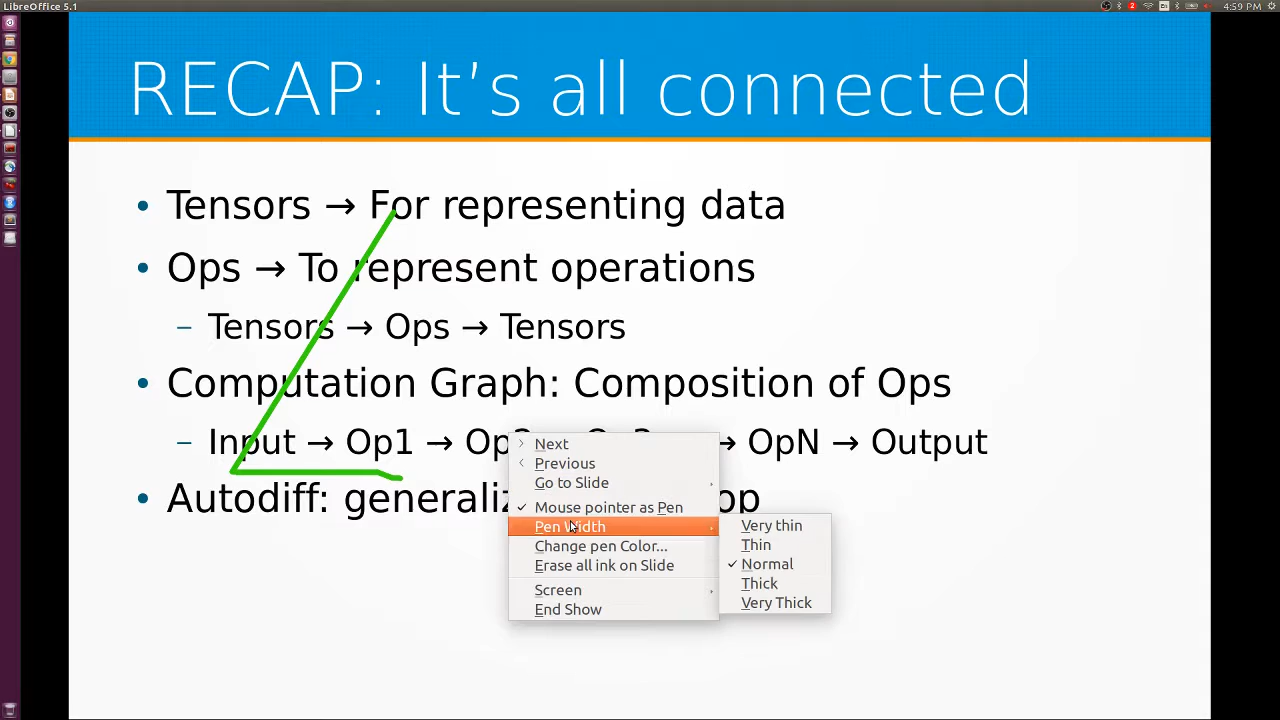 LibreOffice 5.1
2
En
4:59 PM
RECAP: It's all connected
• Tensors → For representing data
• Ops → To represent operations
– Tensors → Ops → Tensors
• Computation Graph: Composition of Ops
– Input → Op1 → → OpN → Output
• Autodiff:
Next
Previous
Go to Slide
Mouse pointer as Pen
Pen Width
Change pen Color...
Erase all ink on Slide
Screen
End Show
Very thin
Thin
Normal
Thick
Very Thick